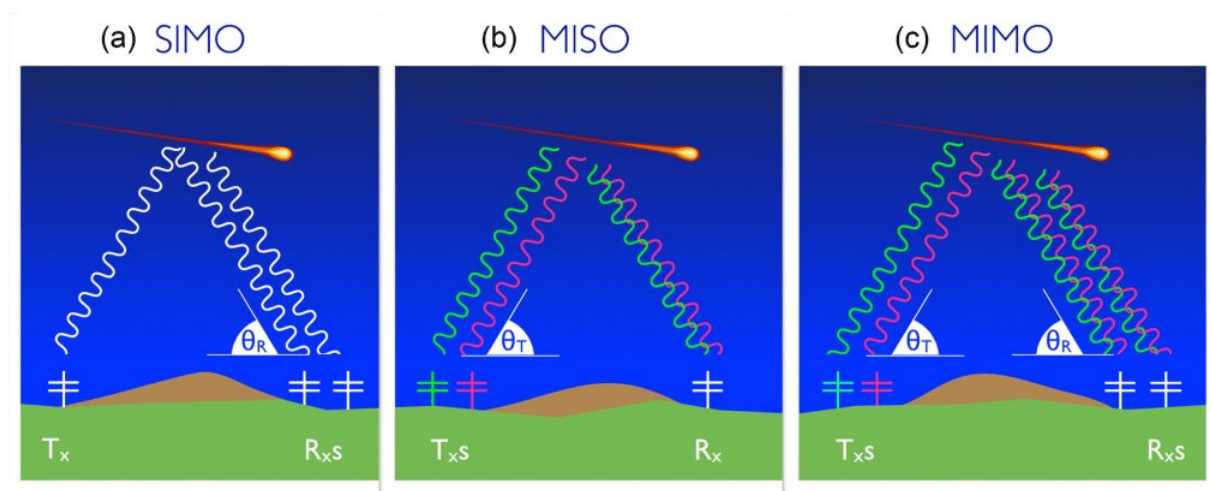 (a) SIMO
(b) MISO
(c) MIMO
θR
θT
θT
θR
Tx
Rxs
Txs
Rx
Txs
Rxs